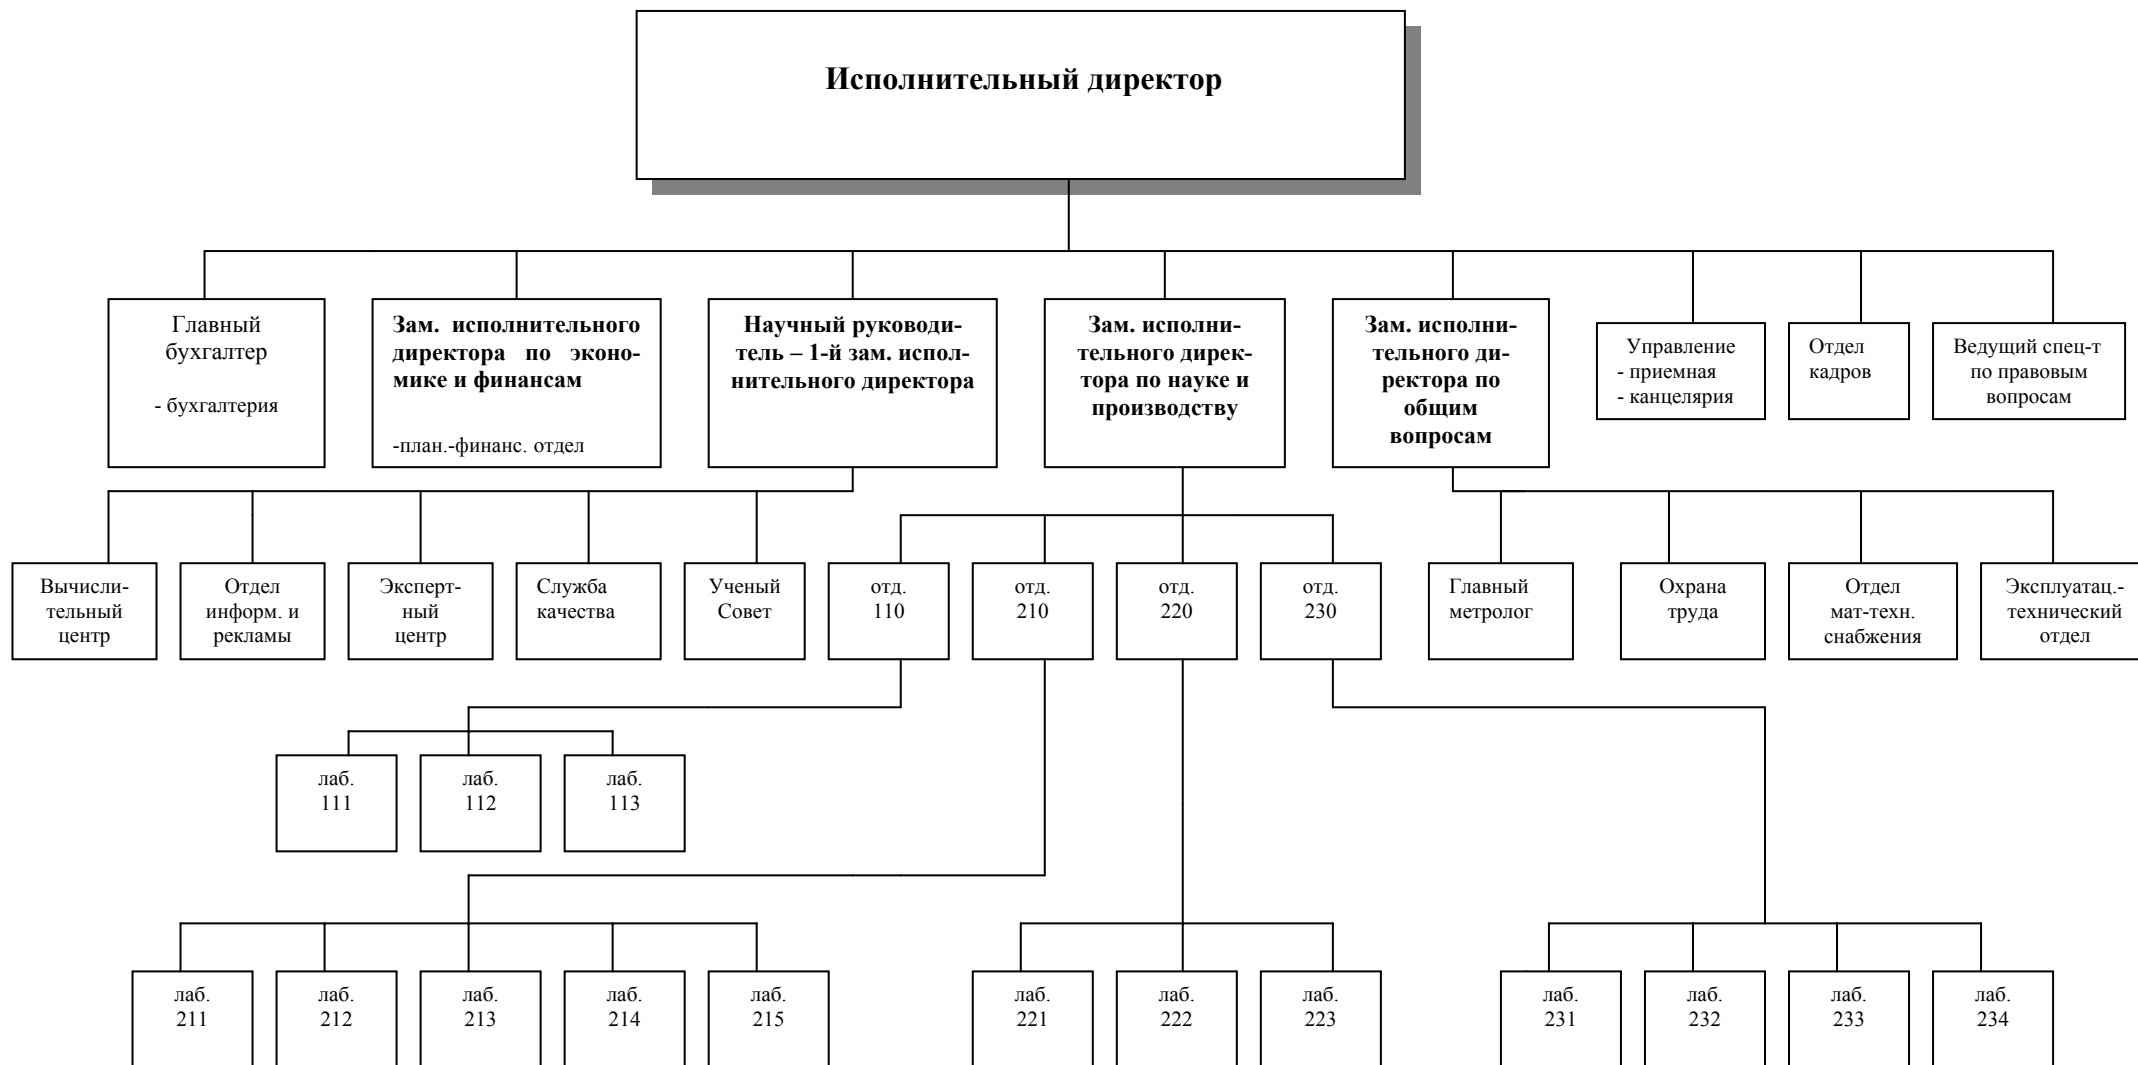 Исполнительный директор
Главный
бухгалтер
- бухгалтерия
Зам. исполнительного
директора по эконо-
мике и финансам
-план.-финанс. отдел
Научный руководи-
тель – 1-й зам. испол-
нительного директора
Зам. исполни-
тельного дирек-
тора по науке и
производству
Зам. исполни-
тельного ди-
ректора по
общим
вопросам
Управление
- приемная
- канцелярия
Отдел
кадров
Ведущий спец-т
по правовым
вопросам
Вычисли-
тельный
центр
Отдел
информ. и
рекламы
Эксперт-
ный
центр
Служба
качества
Ученый
Совет
отд.
110
отд.
210
отд.
220
отд.
230
Главный
метролог
Охрана
труда
Отдел
мат-техн.
снабжения
Эксплуатац.-
технический
отдел
лаб.
111
лаб.
112
лаб.
113
лаб.
211
лаб.
212
лаб.
213
лаб.
214
лаб.
215
лаб.
221
лаб.
222
лаб.
223
лаб.
231
лаб.
232
лаб.
233
лаб.
234